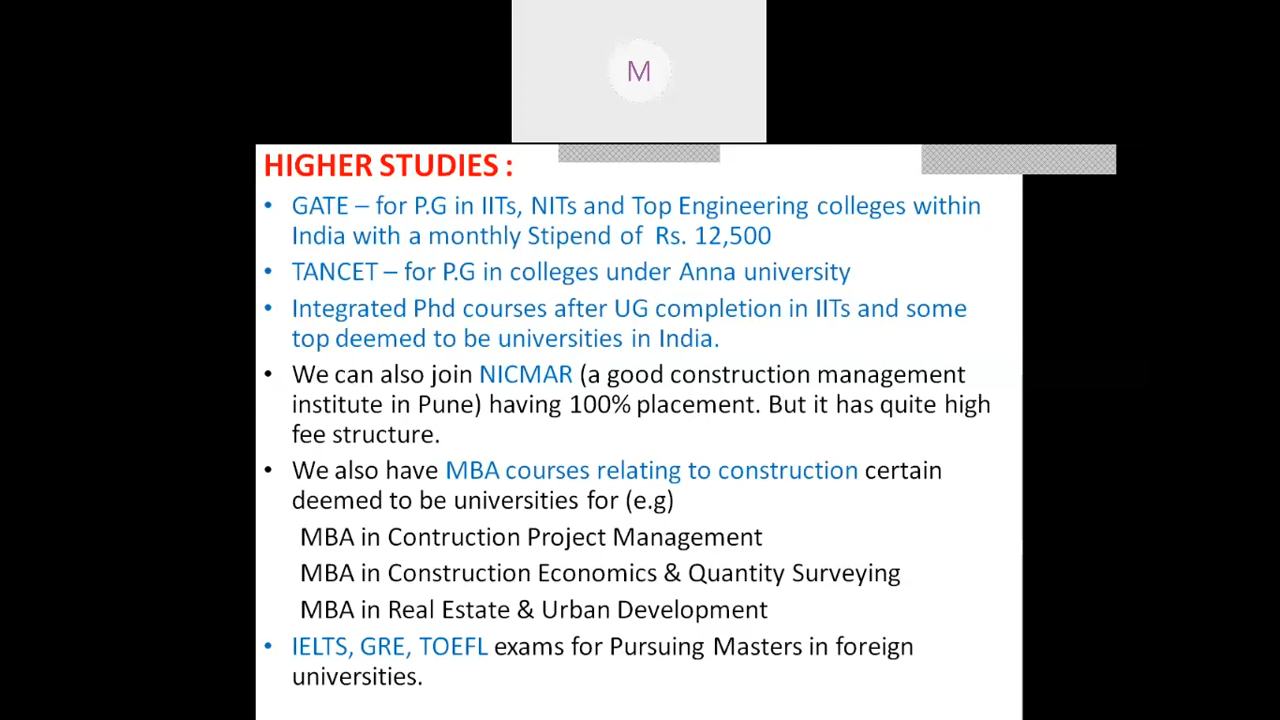 M
HIGHER STUDIES :
• GATE – for P.G in IITs, NITs and Top Engineering colleges within
India with a monthly Stipend of Rs. 12,500
• TANCET – for P.G in colleges under Anna university
• Integrated Phd courses after UG completion in IITs and some
top deemed to be universities in India.
• We can also join NICMAR (a good construction management
institute in Pune) having 100% placement. But it has quite high
fee structure.
• We also have MBA courses relating to construction certain
deemed to be universities for (e.g)
MBA in Contruction Project Management
MBA in Construction Economics & Quantity Surveying
MBA in Real Estate & Urban Development
• IELTS, GRE, TOEFL exams for Pursuing Masters in foreign
universities.